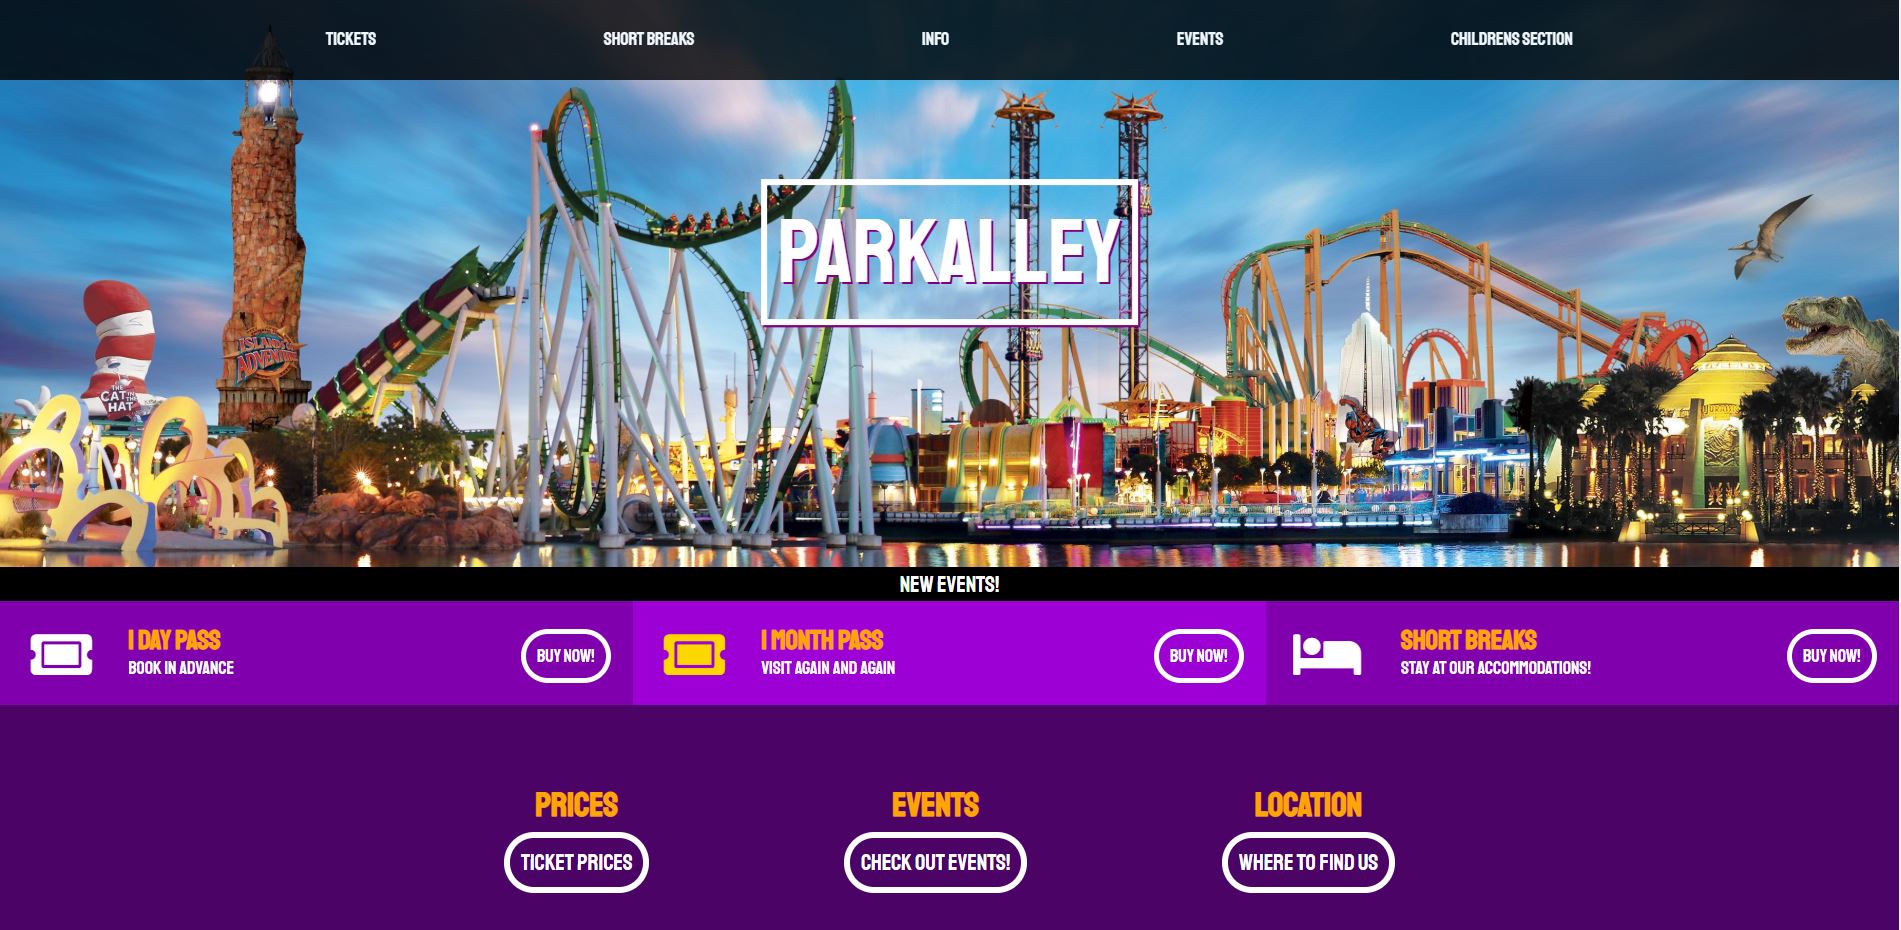 TICKETS
SHORT BREAKS
INFO
EVENTS
CHILDRENS SECTION
PARKALLEY
ISLANDS OF
ADVENTURE
THE
CAT IN THE
HAT
NEW EVENTS!
1 DAY PASS
BOOK IN ADVANCE
BUY NOW!
1 MONTH PASS
VISIT AGAIN AND AGAIN
BUY NOW!
SHORT BREAKS
STAY AT OUR ACCOMMODATIONS!
BUY NOW!
PRICES
TICKET PRICES
EVENTS
CHECK OUT EVENTS!
LOCATION
WHERE TO FIND US